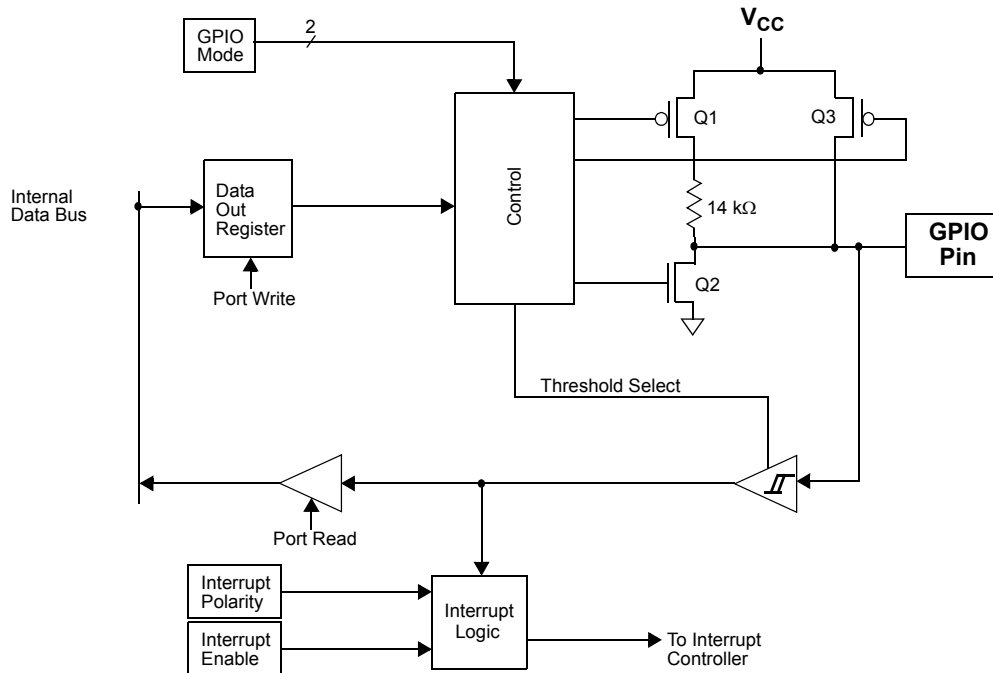 2
V_CC
GPIO
Mode
Q1
Q3
Control
Internal
Data Bus
Data
Out
Register
14 kΩ
GPIO
Pin
Port Write
Q2
Threshold Select
Port Read
Interrupt
Polarity
Interrupt
Enable
Interrupt
Logic
To Interrupt
Controller